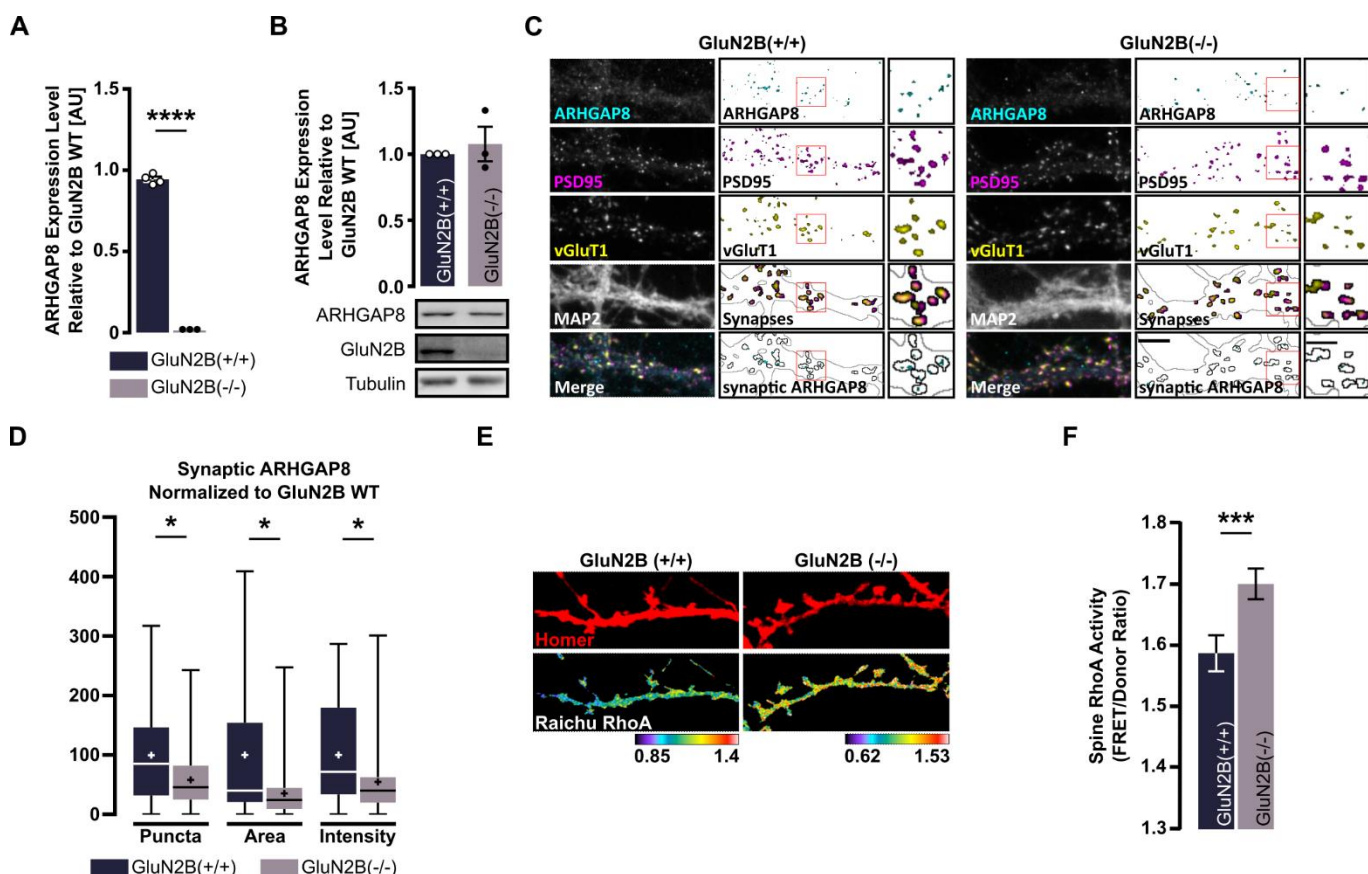 A
ARHGAP8 Expression Level
Relative to GluN2B WT [AU]
1.5
1.0
0.5
0
****
GluN2B(+/+)
GluN2B(-/-)
B
ARHGAP8 Expression
Level Relative to
GluN2B WT [AU]
1.5
1.0
0.5
0.0
GluN2B(+/+)
GluN2B(-/-)
ARHGAP8
GluN2B
Tubulin
C
GluN2B(+/+)
GluN2B(-/-)
ARHGAP8
ARHGAP8
ARHGAP8
ARHGAP8
PSD95
PSD95
PSD95
PSD95
vGluT1
vGluT1
vGluT1
vGluT1
MAP2
Synapses
MAP2
Synapses
Merge
synaptic ARHGAP8
Merge
synaptic ARHGAP8
D
Synaptic ARHGAP8
Normalized to GluN2B WT
500
400
300
200
100
0
*
*
*
Puncta
Area
Intensity
GluN2B(+/+)
GluN2B(-/-)
E
GluN2B (+/+)
GluN2B (-/-)
Homer
Raichu RhoA
0.85
1.4
0.62
1.53
F
Spine RhoA Activity
(FRET/Donor Ratio)
1.8
1.7
1.6
1.5
1.4
1.3
***
GluN2B(+/+)
GluN2B(-/-)